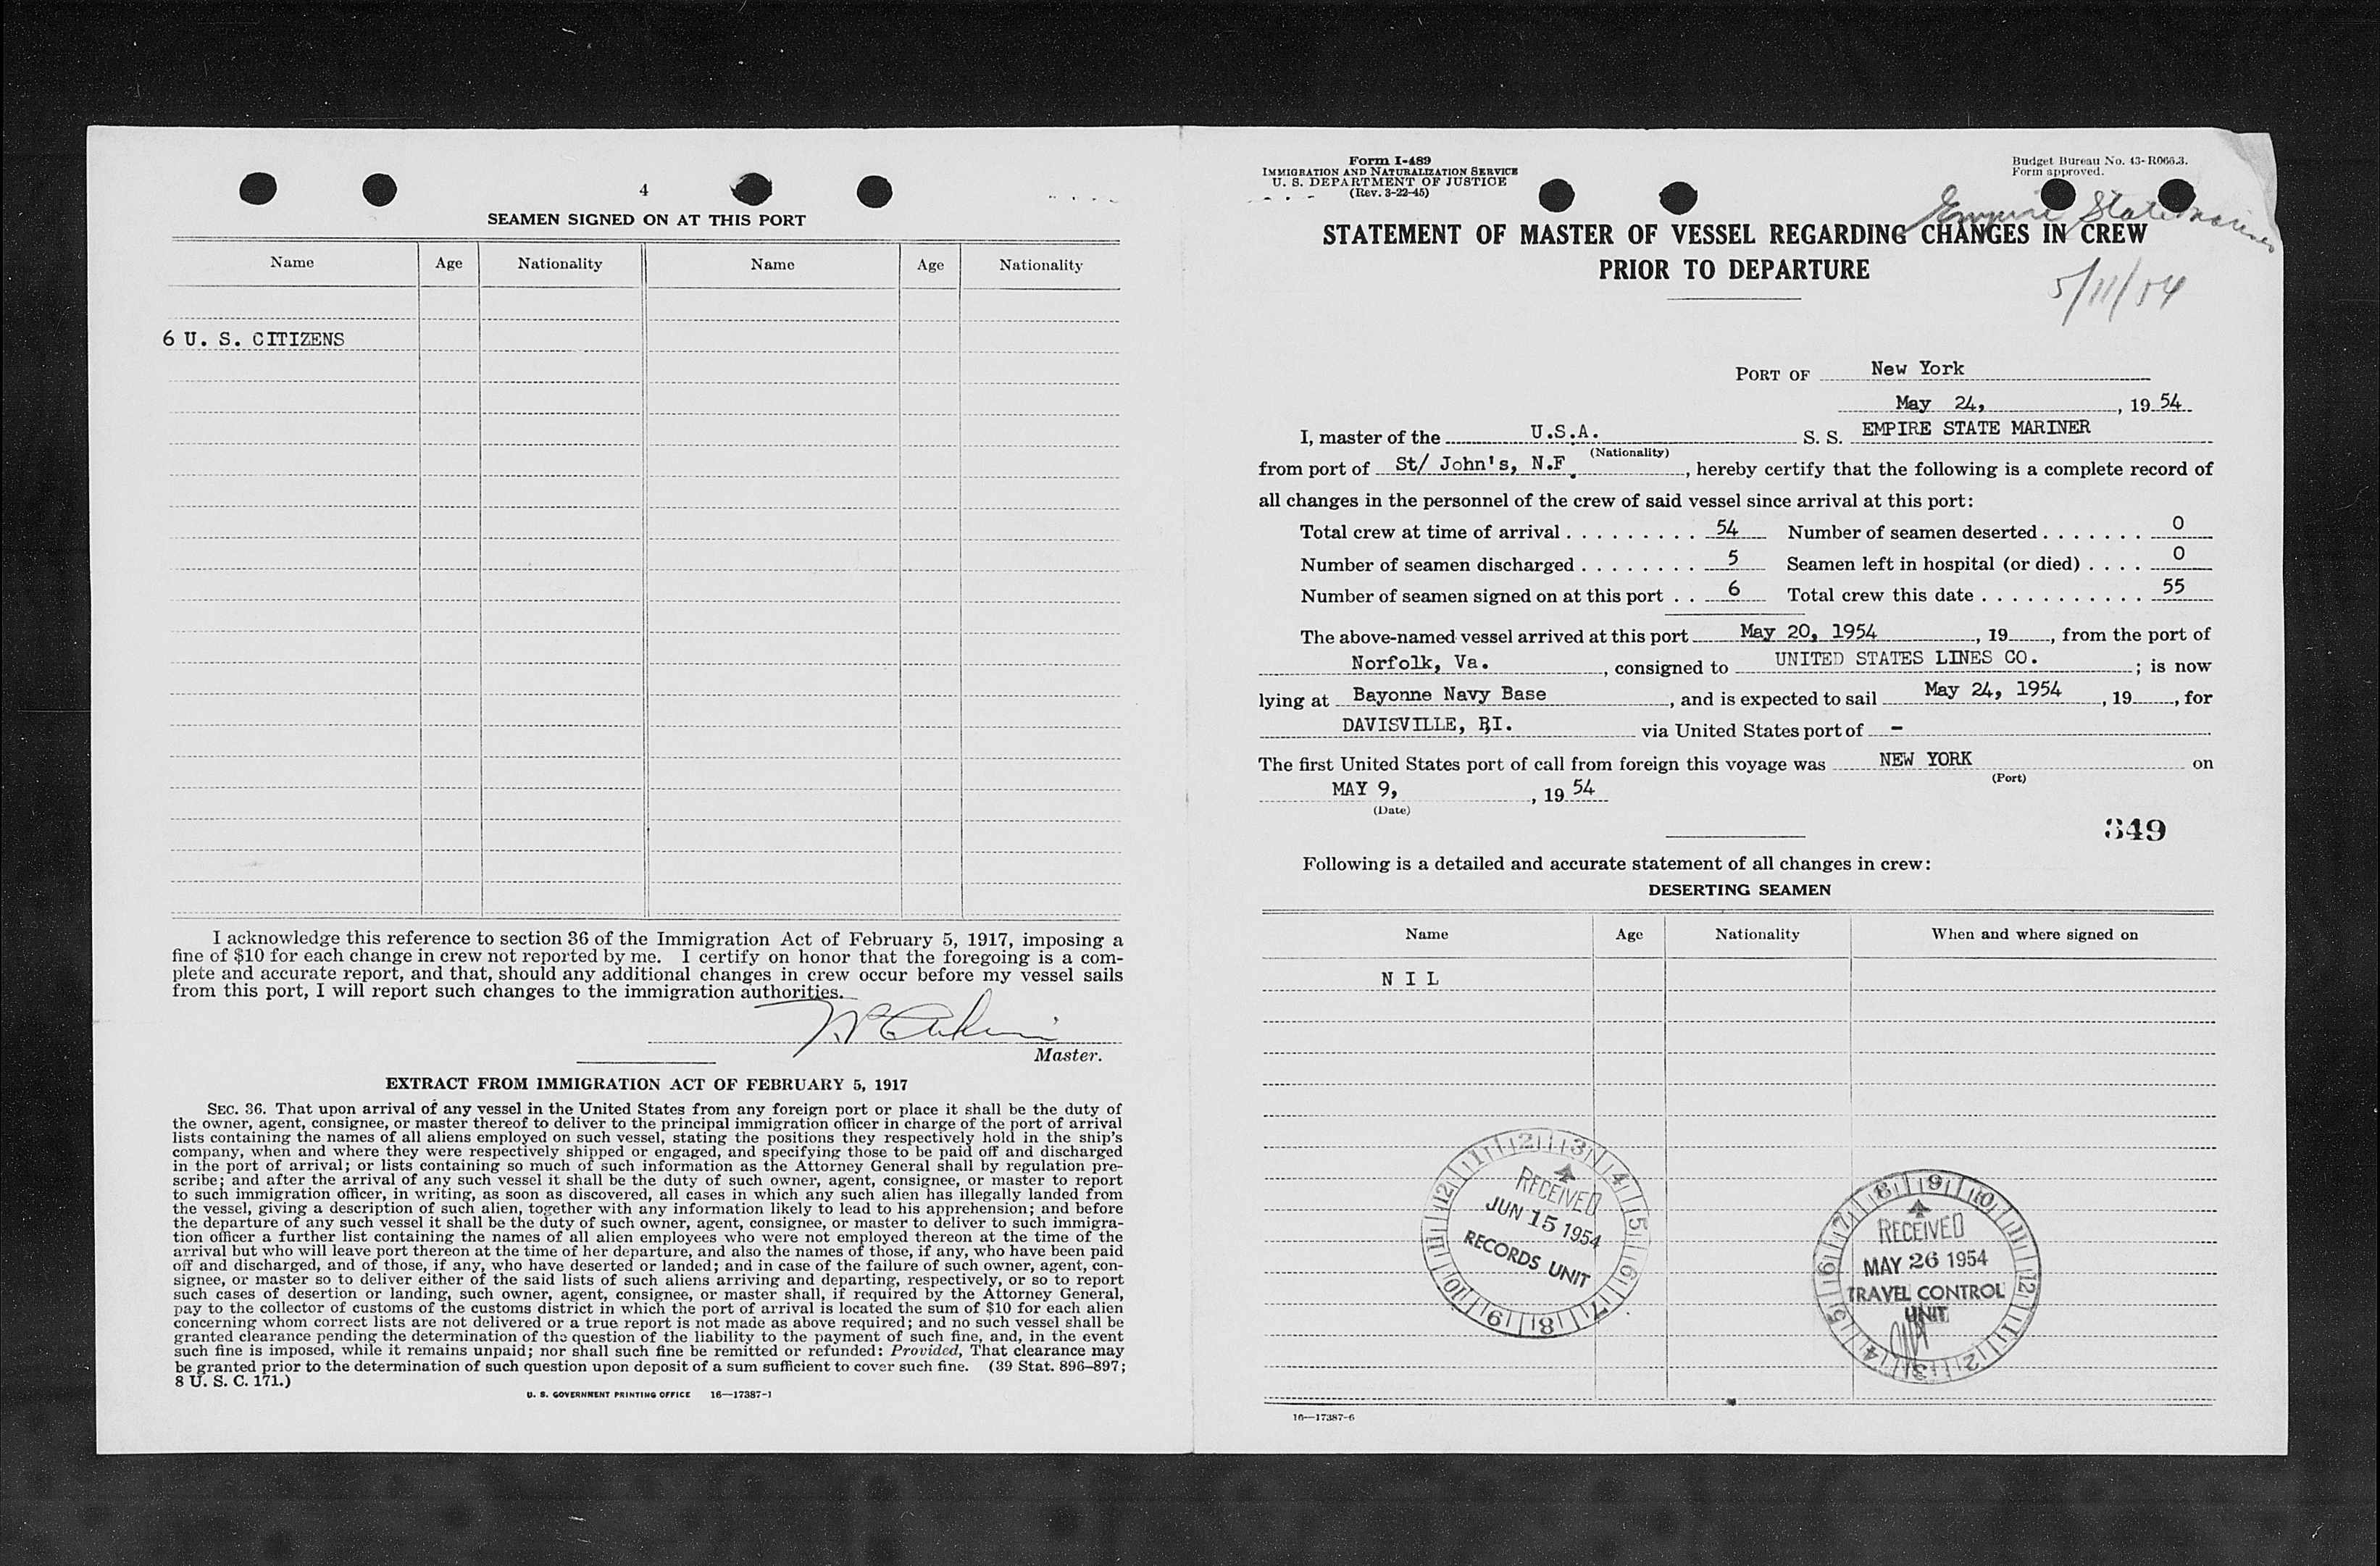 4
SEAMEN SIGNED ON AT THIS PORT
Name Age Nationality Name Age Nationality
6 U. S. CITIZENS
I acknowledge this reference to section 36 of the Immigration Act of February 5, 1917, imposing a
fine of $10 for each change in crew not reported by me. I certify on honor that the foregoing is a com-
plete and accurate report, and that, should any additional changes in crew occur before my vessel sails
from this port, I will report such changes to the immigration authorities.
Master.
EXTRACT FROM IMMIGRATION ACT OF FEBRUARY 5, 1917
SEC. 36. That upon arrival of any vessel in the United States from any foreign port or place it shall be the duty of
the owner, agent, consignee, or master thereof to deliver to the principal immigration officer in charge of the port of arrival
lists containing the names of all aliens employed on such vessel, stating the positions they respectively hold in the ship's
company, when and where they were respectively shipped or engaged, and specifying those to be paid off and discharged
in the port of arrival; or lists containing so much of such information as the Attorney General shall by regulation pre-
scribe; and after the arrival of any such vessel it shall be the duty of such owner, agent, consignee, or master to report
to such immigration officer, in writing, as soon as discovered, all cases in which any such alien has illegally landed from
the vessel, giving a description of such alien, together with any information likely to lead to his apprehension; and before
the departure of any such vessel it shall be the duty of such owner, agent, consignee, or master to deliver to such immigra-
tion officer a further list containing the names of all alien employees who were not employed thereon at the time of the
arrival but who will leave port thereon at the time of her departure, and also the names of those, if any, who have been paid
off and discharged, and of those, if any, who have deserted or landed; and in case of the failure of such owner, agent, con-
signee, or master so to deliver either of the said lists of such aliens arriving and departing, respectively, or so to report
such cases of desertion or landing, such owner, agent, consignee, or master shall, if required by the Attorney General,
pay to the collector of customs of the customs district in which the port of arrival is located the sum of $10 for each alien
concerning whom correct lists are not delivered or a true report is not made as above required; and no such vessel shall be
granted clearance pending the determination of the question of the liability to the payment of such fine, and, in the event
such fine is imposed, while it remains unpaid; nor shall such fine be remitted or refunded: Provided, That clearance may
be granted prior to the determination of such question upon deposit of a sum sufficient to cover such fine. (39 Stat. 896–897;
8 U. S. C. 171.)
U. S. GOVERNMENT PRINTING OFFICE 16—17387-1
Form I-489
IMMIGRATION AND NATURALIZATION SERVICE
U. S. DEPARTMENT OF JUSTICE
(Rev. 3-22-45)
Budget Bureau No. 43-R066.3.
Form approved.
Empire State Mariner
STATEMENT OF MASTER OF VESSEL REGARDING CHANGES IN CREW
PRIOR TO DEPARTURE
5/11/54
PORT OF New York
May 24, , 19 54
I, master of the U.S.A. S. S. EMPIRE STATE MARINER
(Nationality)
from port of St/ John's, N.F. , hereby certify that the following is a complete record of
all changes in the personnel of the crew of said vessel since arrival at this port:
Total crew at time of arrival . . . . . . . . . 54 Number of seamen deserted . . . . . . . 0
Number of seamen discharged . . . . . . . . 5 Seamen left in hospital (or died) . . . . 0
Number of seamen signed on at this port . . 6 Total crew this date . . . . . . . . . . . 55
The above-named vessel arrived at this port May 20, 1954 , 19 , from the port of
Norfolk, Va. , consigned to UNITED STATES LINES CO. ; is now
lying at Bayonne Navy Base , and is expected to sail May 24, 1954 , 19 , for
DAVISVILLE, R.I. via United States port of -
The first United States port of call from foreign this voyage was NEW YORK on
(Port)
MAY 9, , 19 54
(Date)
349
Following is a detailed and accurate statement of all changes in crew:
DESERTING SEAMEN
Name Age Nationality When and where signed on
N I L
RECEIVED
JUN 15 1954
RECORDS UNIT
1 2 3 4 5 6 7 8 9 10 11 12
RECEIVED
MAY 26 1954
TRAVEL CONTROL
UNIT
1 2 3 4 5 6 7 8 9 10 11 12
16—17387-6